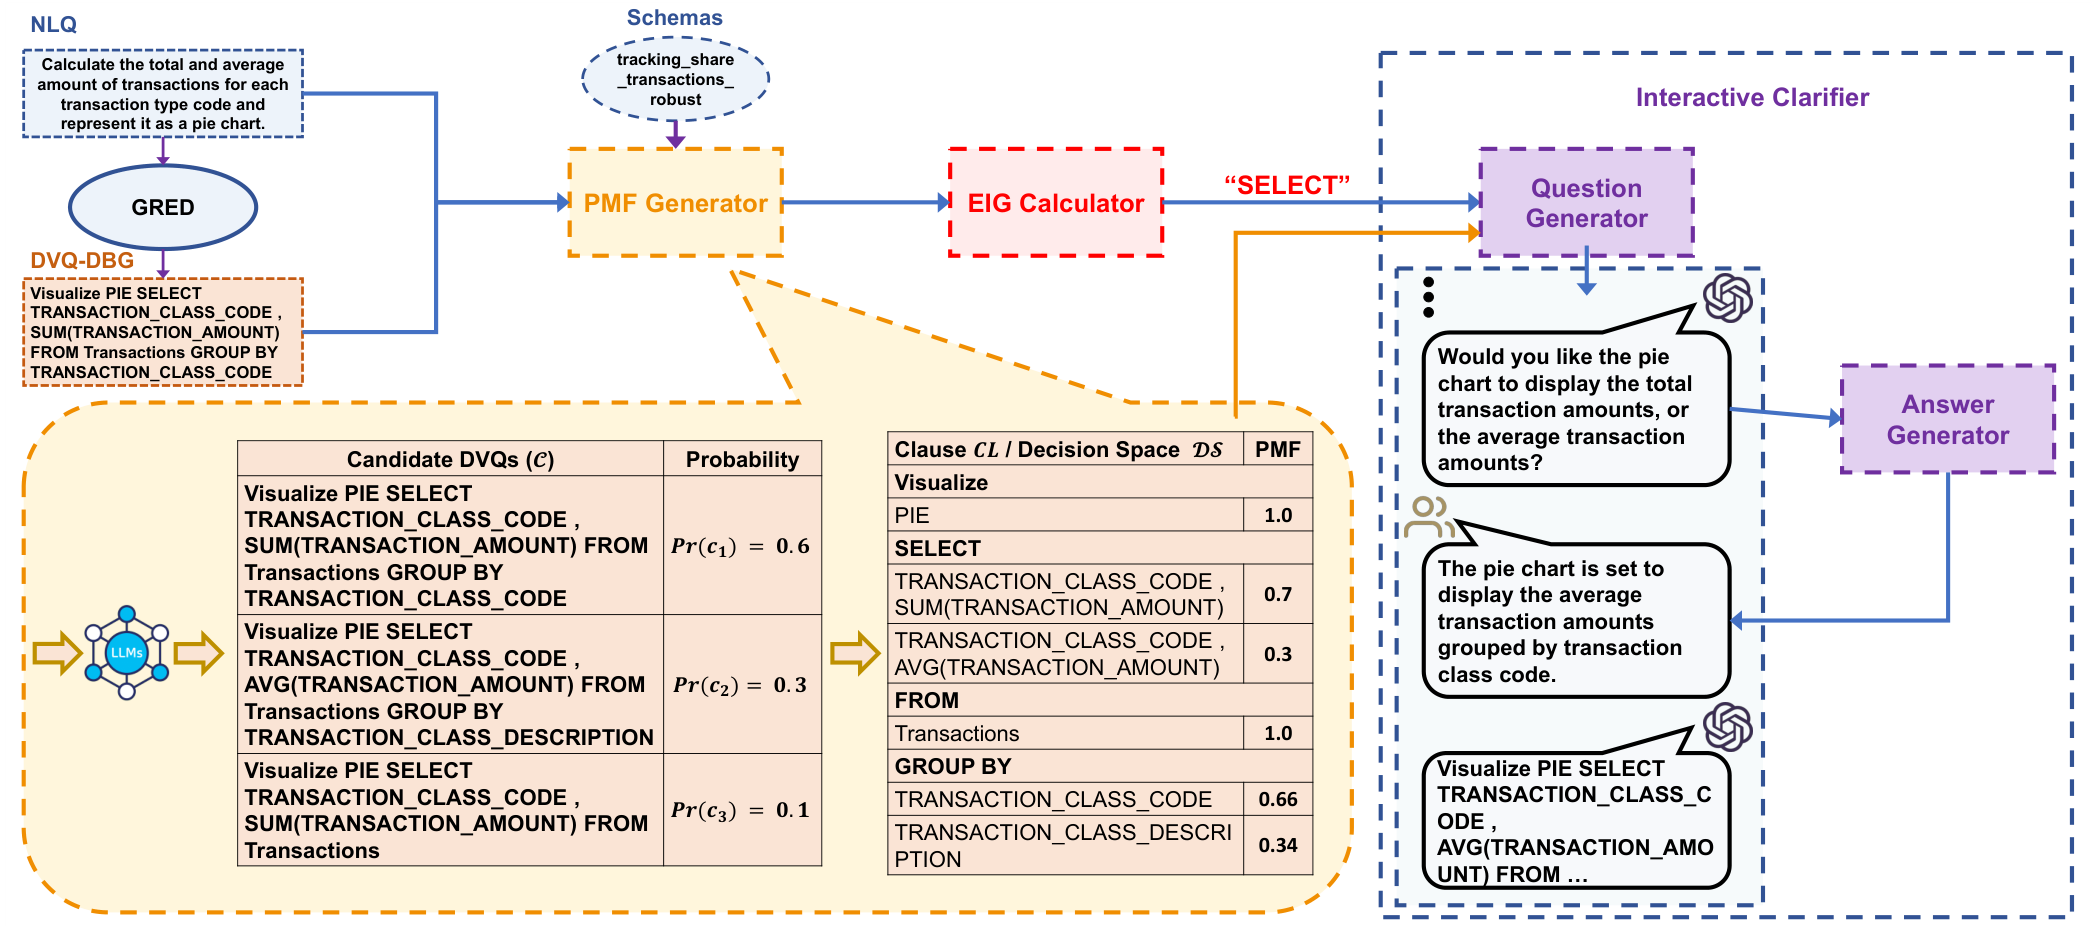 NLQ
Calculate the total and average
amount of transactions for each
transaction type code and
represent it as a pie chart.
GRED
DVQ-DBG
Visualize PIE SELECT
TRANSACTION_CLASS_CODE ,
SUM(TRANSACTION_AMOUNT)
FROM Transactions GROUP BY
TRANSACTION_CLASS_CODE
Schemas
tracking_share
_transactions_
robust
PMF Generator
EIG Calculator
“SELECT”
Interactive Clarifier
Question
Generator
Would you like the pie
chart to display the total
transaction amounts, or
the average transaction
amounts?
Answer
Generator
The pie chart is set to
display the average
transaction amounts
grouped by transaction
class code.
Visualize PIE SELECT
TRANSACTION_CLASS_C
ODE ,
AVG(TRANSACTION_AMO
UNT) FROM ...
LLMs
Candidate DVQs (𝒞) Probability
Visualize PIE SELECT
TRANSACTION_CLASS_CODE ,
SUM(TRANSACTION_AMOUNT) FROM
Transactions GROUP BY
TRANSACTION_CLASS_CODE
Pr(c₁) = 0.6
Visualize PIE SELECT
TRANSACTION_CLASS_CODE ,
AVG(TRANSACTION_AMOUNT) FROM
Transactions GROUP BY
TRANSACTION_CLASS_DESCRIPTION
Pr(c₂) = 0.3
Visualize PIE SELECT
TRANSACTION_CLASS_CODE ,
SUM(TRANSACTION_AMOUNT) FROM
Transactions
Pr(c₃) = 0.1
Clause CL / Decision Space 𝒟𝒮 PMF
Visualize
PIE 1.0
SELECT
TRANSACTION_CLASS_CODE ,
SUM(TRANSACTION_AMOUNT)
0.7
TRANSACTION_CLASS_CODE ,
AVG(TRANSACTION_AMOUNT)
0.3
FROM
Transactions 1.0
GROUP BY
TRANSACTION_CLASS_CODE 0.66
TRANSACTION_CLASS_DESCRI
PTION
0.34